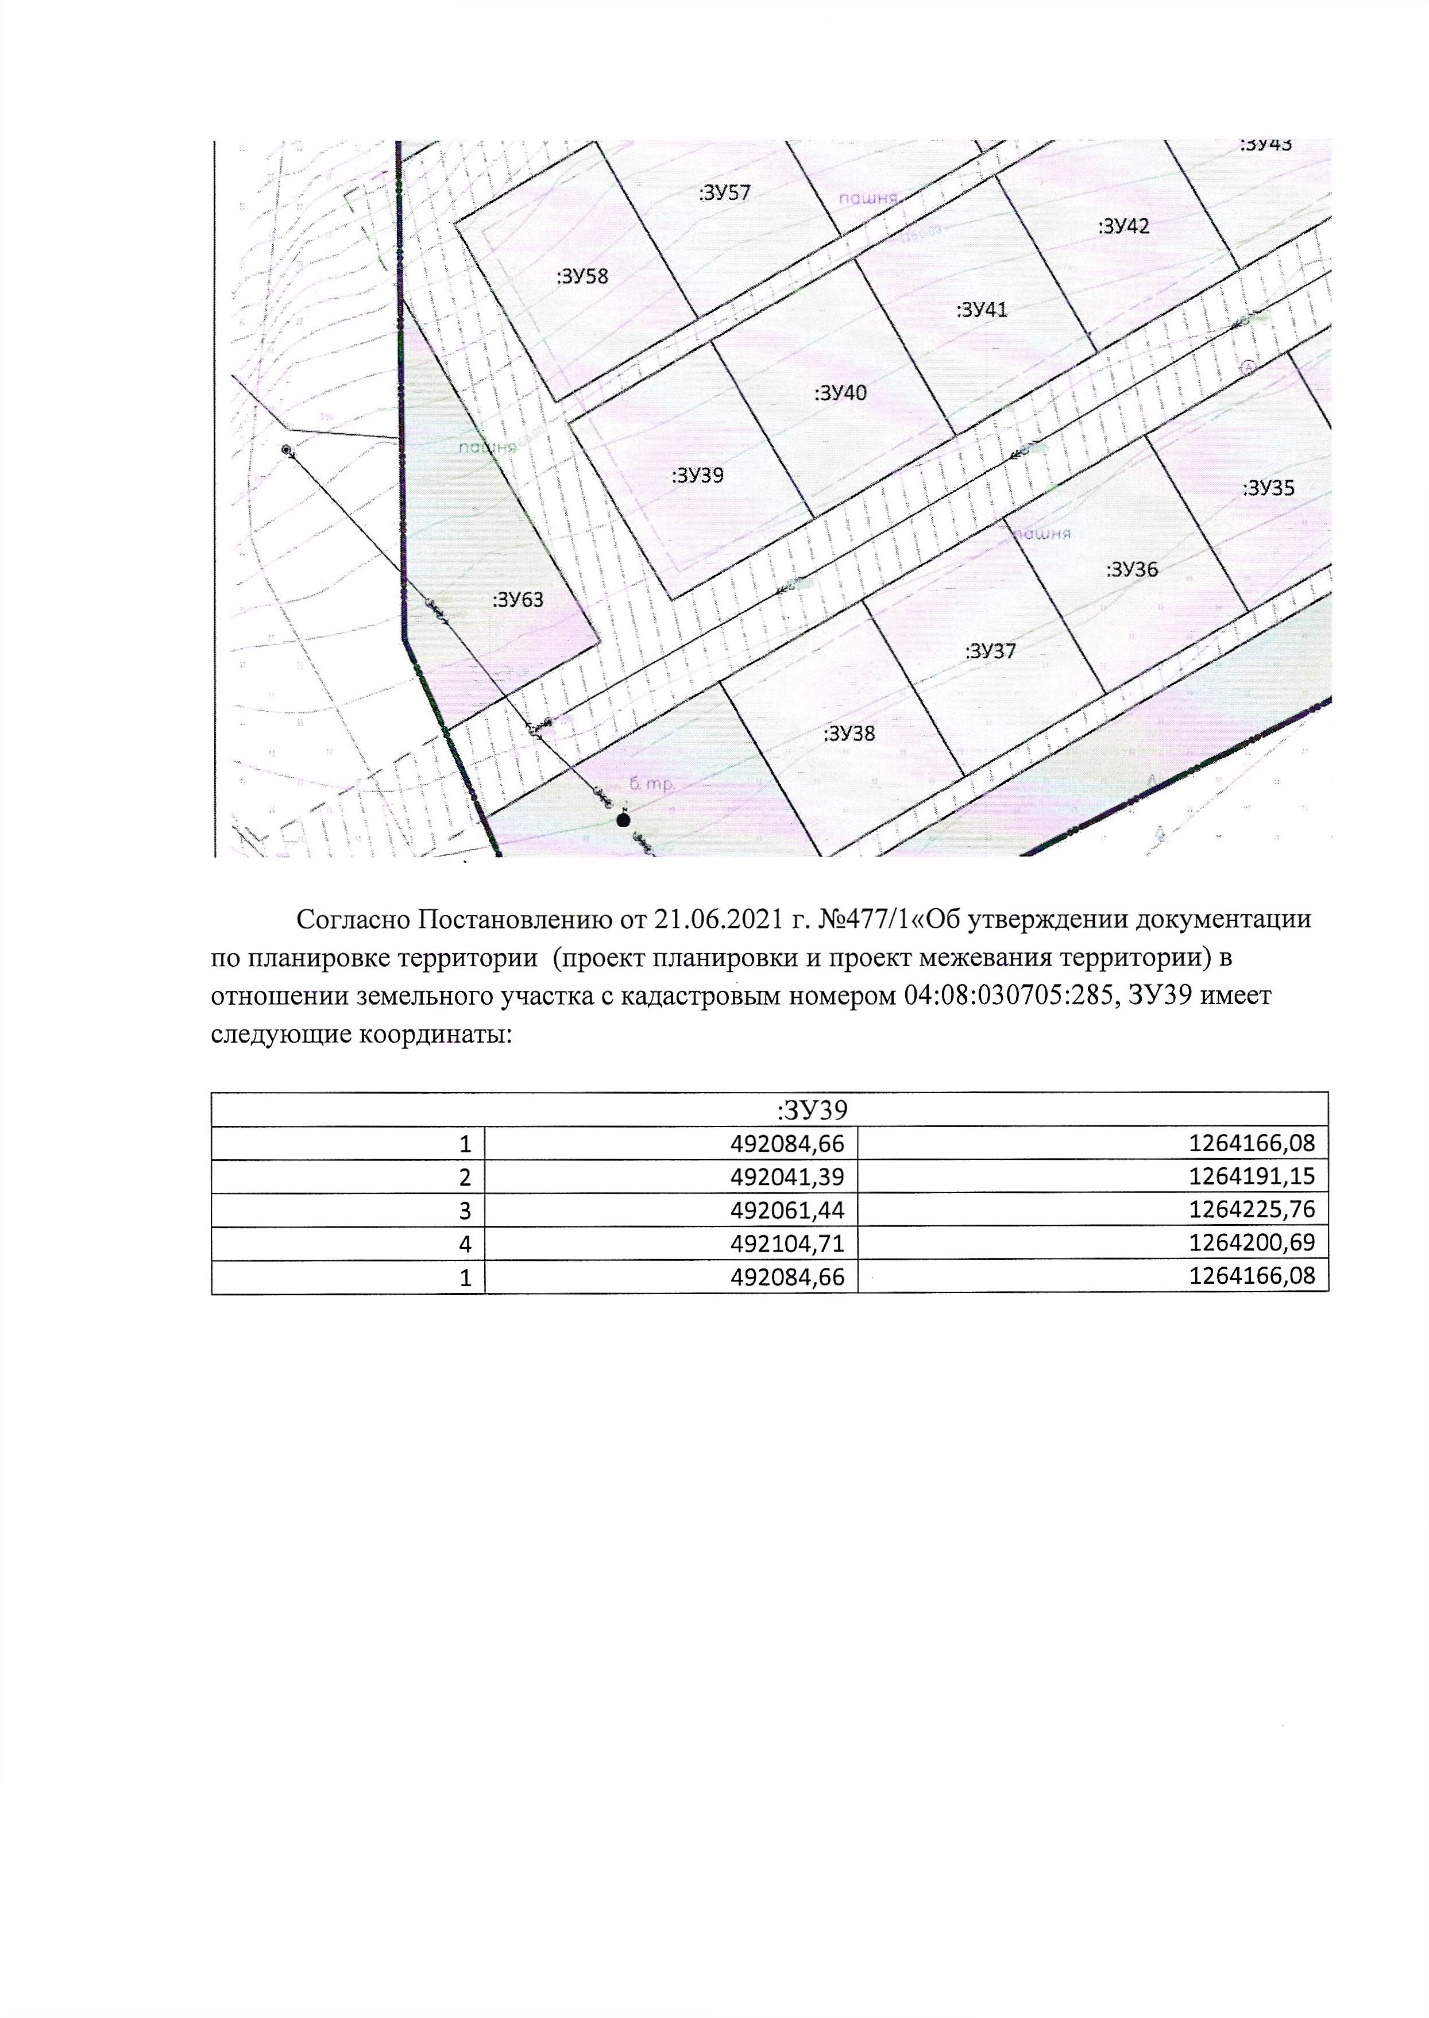 :ЗУ43
:ЗУ57
пашня
:ЗУ42
:ЗУ58
:ЗУ41
:ЗУ40
пашня
:ЗУ39
:ЗУ35
пашня
:ЗУ36
:ЗУ63
:ЗУ37
:ЗУ38
б. тр.
Согласно Постановлению от 21.06.2021 г. №477/1«Об утверждении документации
по планировке территории (проект планировки и проект межевания территории) в
отношении земельного участка с кадастровым номером 04:08:030705:285, ЗУ39 имеет
следующие координаты:
:ЗУ39
1 492084,66 1264166,08
2 492041,39 1264191,15
3 492061,44 1264225,76
4 492104,71 1264200,69
1 492084,66 1264166,08